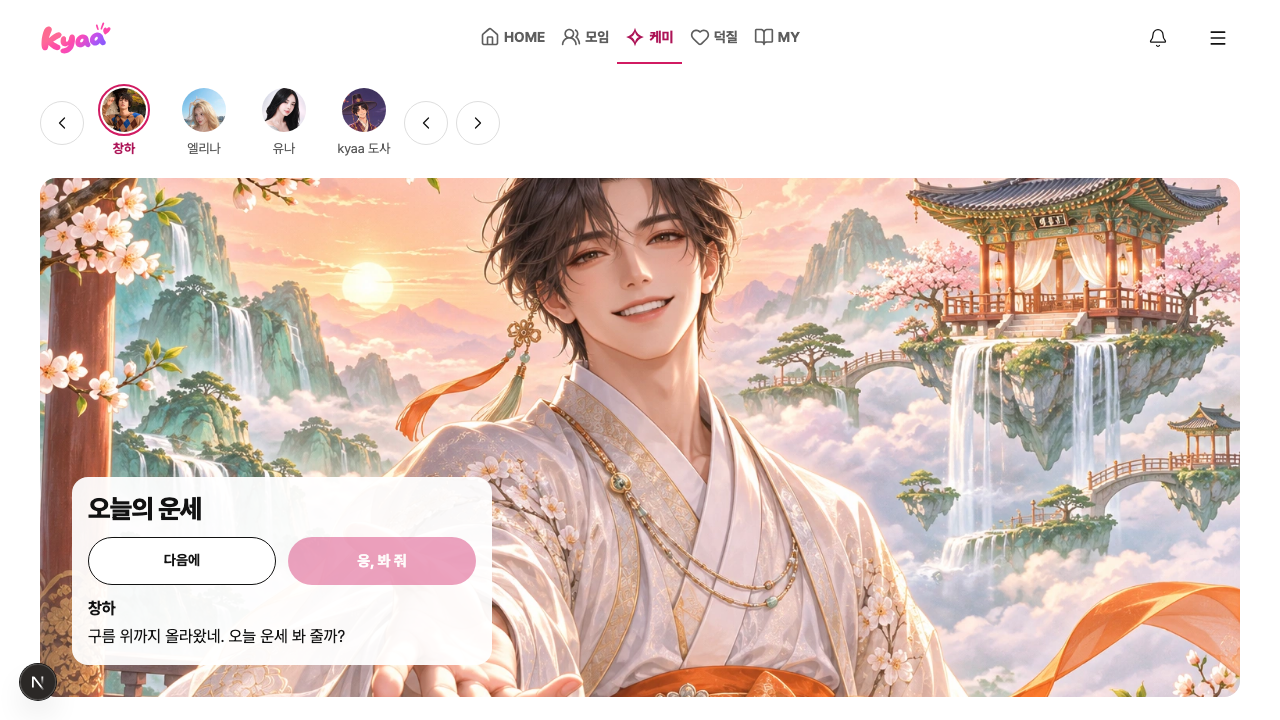 kyaa
HOME
모임
케미
덕질
MY
창하
엘리나
유나
kyaa 도사
오늘의 운세
다음에
응, 봐 줘
창하
구름 위까지 올라왔네. 오늘 운세 봐 줄까?
N